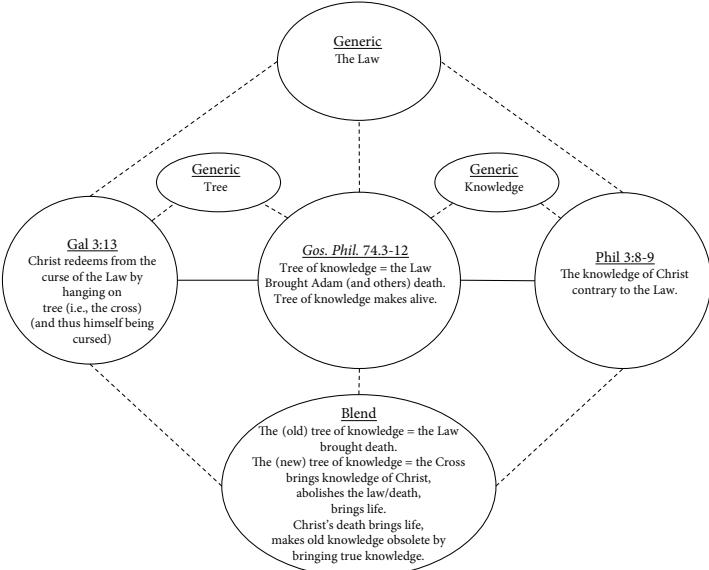 Generic
The Law
Generic
Tree
Generic
Knowledge
Gal 3:13
Christ redeems from the
curse of the Law by
hanging on
tree (i.e., the cross)
(and thus himself being
cursed)
Gos. Phil. 74.3-12
Tree of knowledge = the Law
Brought Adam (and others) death.
Tree of knowledge makes alive.
Phil 3:8-9
The knowledge of Christ
contrary to the Law.
Blend
The (old) tree of knowledge = the Law
brought death.
The (new) tree of knowledge = the Cross
brings knowledge of Christ,
abolishes the law/death,
brings life.
Christ's death brings life,
makes old knowledge obsolete by
bringing true knowledge.